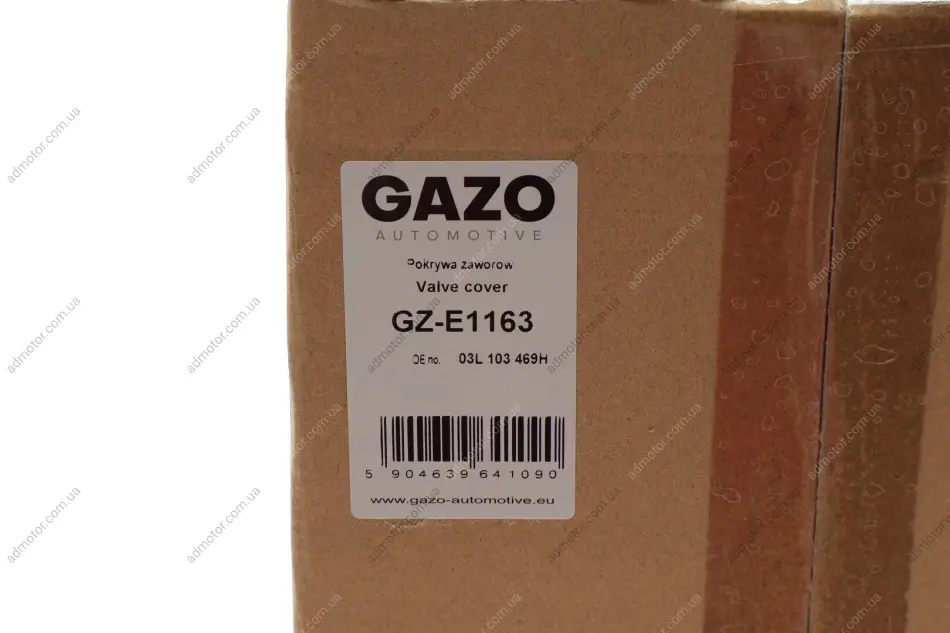 GAZO
AUTOMOTIVE
Pokrywa zaworów
Valve cover
GZ-E1163
OE no. 03L 103 469H
5 904639 641090
www.gazo-automotive.eu
admotor.com.ua